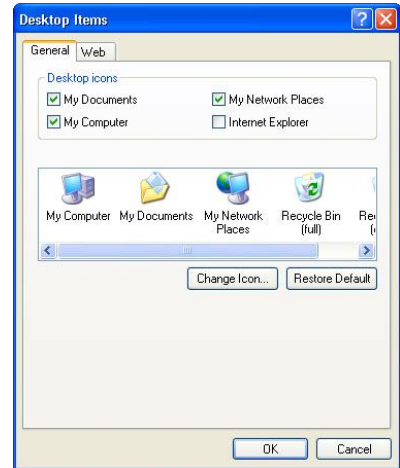 Desktop Items
General Web
Desktop icons
My Documents My Network Places
My Computer Internet Explorer
My Computer My Documents My Network Recycle Bin
Places (full)
Change Icon... Restore Default
OK Cancel